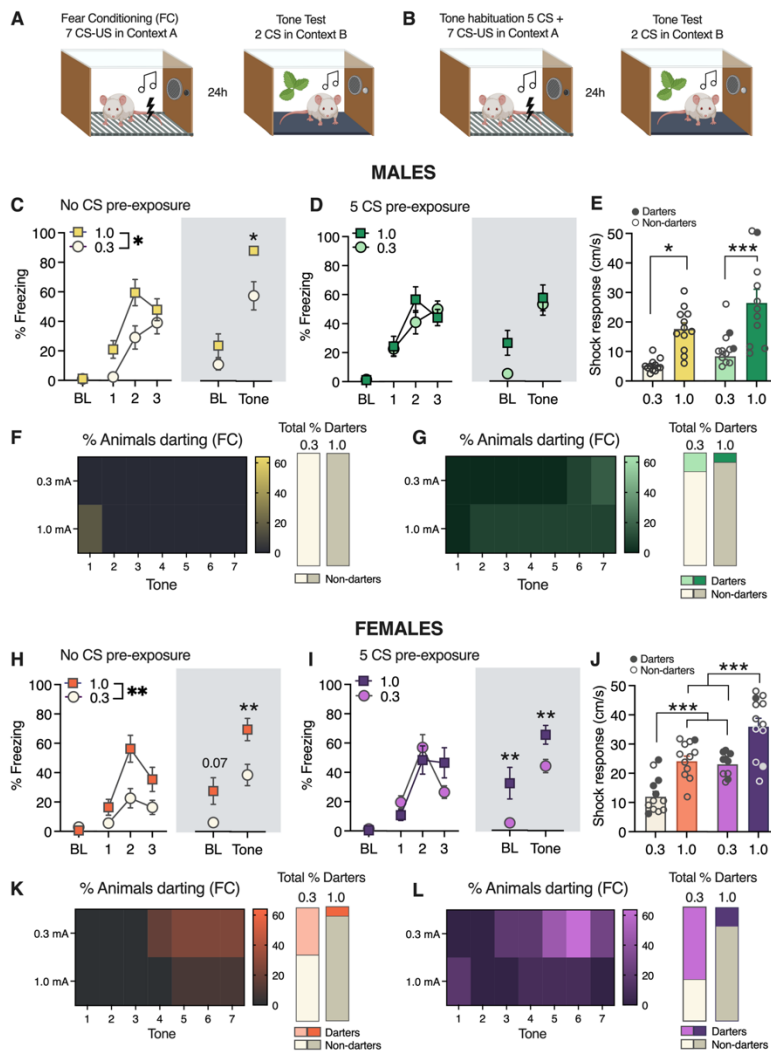 A
Fear Conditioning (FC)
7 CS-US in Context A
24h
Tone Test
2 CS in Context B
B
Tone habituation 5 CS +
7 CS-US in Context A
24h
Tone Test
2 CS in Context B
MALES
C
No CS pre-exposure
1.0
0.3
*
*
% Freezing
100
80
60
40
20
0
BL 1 2 3
BL Tone
D
5 CS pre-exposure
1.0
0.3
% Freezing
100
80
60
40
20
0
BL 1 2 3
BL Tone
E
Darters
Non-darters
* ***
Shock response (cm/s)
50
40
30
20
10
0
0.3 1.0 0.3 1.0
F
% Animals darting (FC)
0.3 mA
1.0 mA
1 2 3 4 5 6 7
Tone
60
40
20
0
Total % Darters
0.3 1.0
Non-darters
G
% Animals darting (FC)
0.3 mA
1.0 mA
1 2 3 4 5 6 7
Tone
60
40
20
0
Total % Darters
0.3 1.0
Darters
Non-darters
FEMALES
H
No CS pre-exposure
1.0
0.3
**
0.07
**
% Freezing
100
80
60
40
20
0
BL 1 2 3
BL Tone
I
5 CS pre-exposure
1.0
0.3
**
**
% Freezing
100
80
60
40
20
0
BL 1 2 3
BL Tone
J
Darters
Non-darters
***
***
Shock response (cm/s)
50
40
30
20
10
0
0.3 1.0 0.3 1.0
K
% Animals darting (FC)
0.3 mA
1.0 mA
1 2 3 4 5 6 7
Tone
60
40
20
0
Total % Darters
0.3 1.0
Darters
Non-darters
L
% Animals darting (FC)
0.3 mA
1.0 mA
1 2 3 4 5 6 7
Tone
60
40
20
0
Total % Darters
0.3 1.0
Darters
Non-darters